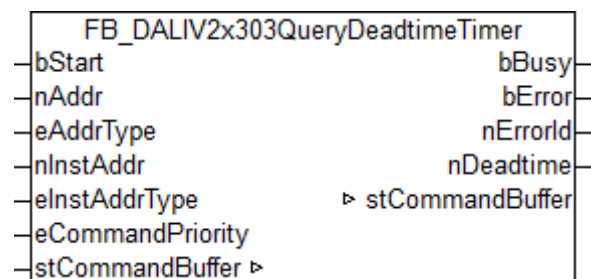 FB_DALIV2x303QueryDeadtimeTimer
bStart bBusy
nAddr bError
eAddrType nErrorId
nInstAddr nDeadtime
eInstAddrType ▹ stCommandBuffer
eCommandPriority
stCommandBuffer ▹